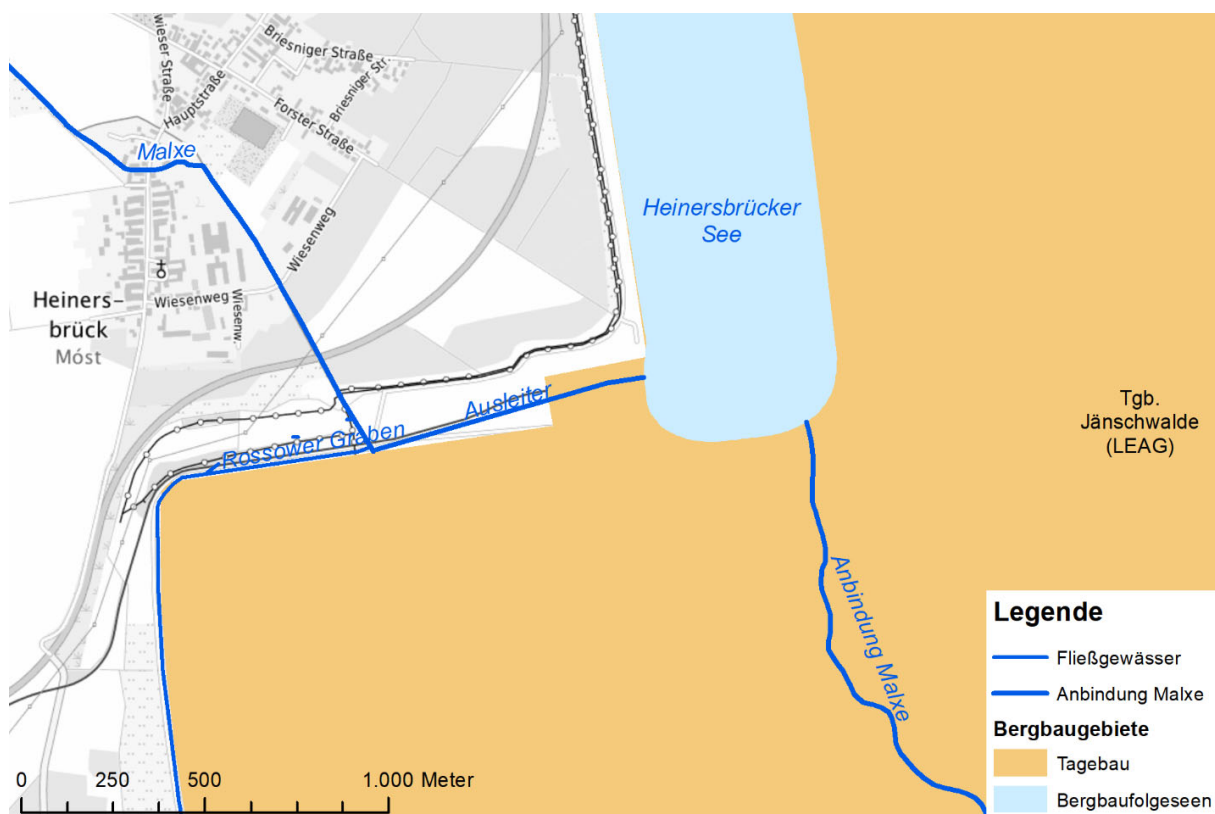 wieser Straße
Briesniger Straße
Hauptstraße
Briesniger Str.
Forster Straße
Malxe
Wiesenweg
Heinersbrücker
See
Heiners–
brück
Móst
Wiesenweg
Wiesenw.
Ausleiter
Rossower Graben
Tgb.
Jänschwalde
(LEAG)
Anbindung Malxe
Legende
Fließgewässer
Anbindung Malxe
Bergbaugebiete
Tagebau
Bergbaufolgeseen
0 250 500 1.000 Meter